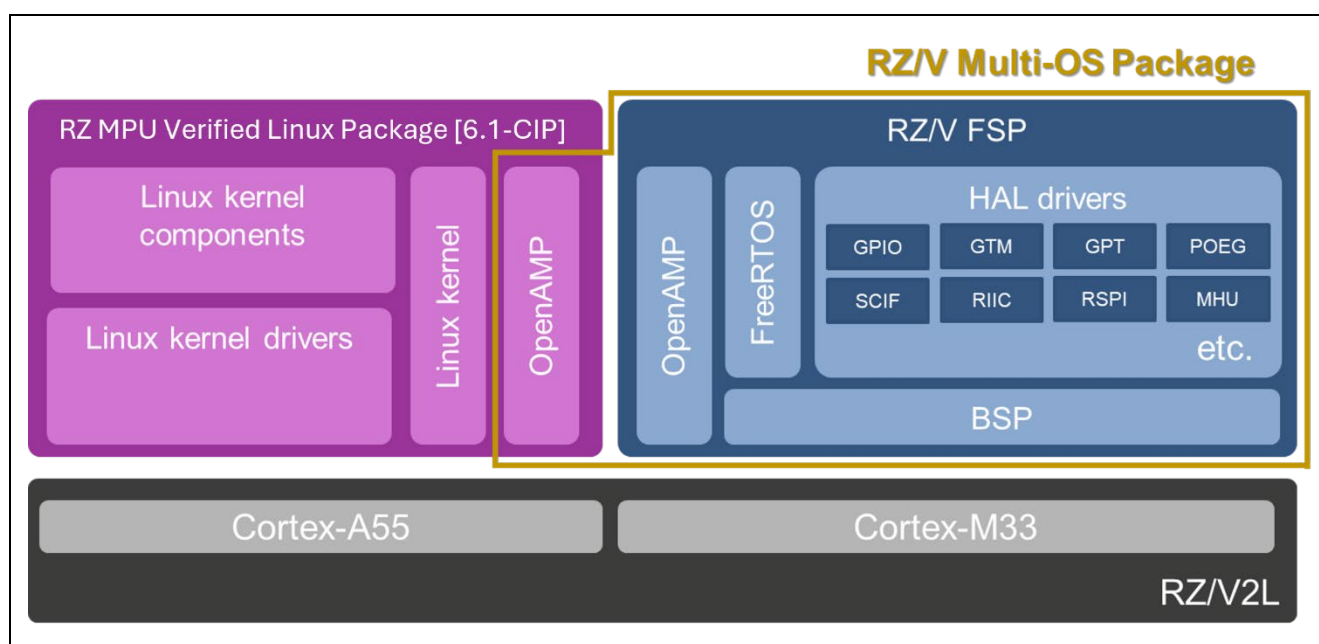 RZ/V Multi-OS Package
RZ MPU Verified Linux Package [6.1-CIP]
Linux kernel
components
Linux kernel drivers
Linux kernel
OpenAMP
RZ/V FSP
OpenAMP
FreeRTOS
HAL drivers
GPIO
GTM
GPT
POEG
SCIF
RIIC
RSPI
MHU
etc.
BSP
Cortex-A55
Cortex-M33
RZ/V2L